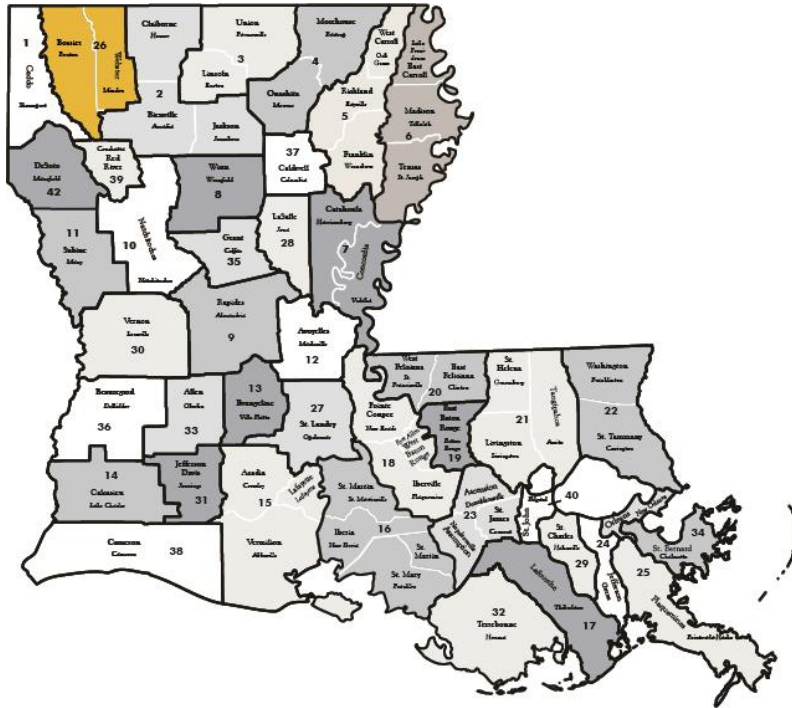 1
Caddo
Shreveport
Bossier
Benton
26
Webster
Minden
Claiborne
Homer
2
Bienville
Arcadia
Jackson
Jonesboro
Union
Farmerville
3
Lincoln
Ruston
Morehouse
Bastrop
4
Ouachita
Monroe
West
Carroll
Oak
Grove
Richland
Rayville
5
Franklin
Winnsboro
Lake
Providence
East
Carroll
Madison
Tallulah
6
Tensas
St. Joseph
DeSoto
Mansfield
42
Coushatta
Red
River
39
Winn
Winnfield
8
37
Caldwell
Columbia
11
Sabine
Many
10
Natchitoches
Natchitoches
Grant
Colfax
35
LaSalle
Jena
28
Catahoula
Harrisonburg
7
Concordia
Vidalia
Vernon
Leesville
30
Rapides
Alexandria
9
Avoyelles
Marksville
12
Beauregard
DeRidder
36
Allen
Oberlin
33
13
Evangeline
Ville Platte
27
St. Landry
Opelousas
Pointe
Coupee
New Roads
Port Allen
West
Baton
Rouge
18
Iberville
Plaquemine
West
Feliciana
St.
Francisville
East
Feliciana
Clinton
20
East
Baton
Rouge
Baton
Rouge
19
St.
Helena
Greensburg
Tangipahoa
21
Livingston
Livingston
Amite
Washington
Franklinton
22
St. Tammany
Covington
14
Calcasieu
Lake Charles
Jefferson
Davis
Jennings
31
Acadia
Crowley
15
Lafayette
Lafayette
Vermilion
Abbeville
Cameron
Cameron
38
St. Martin
St. Martinville
16
Iberia
New Iberia
St.
Martin
St. Mary
Franklin
Ascension
Donaldsonville
23
St.
James
Convent
Napoleonville
Assumption
St. John
Edgard
40
St.
Charles
Hahnville
29
Orleans
New Orleans
24
Jefferson
Gretna
34
St. Bernard
Chalmette
25
Plaquemines
Pointe a la Hache
Lafourche
Thibodaux
17
32
Terrebonne
Houma